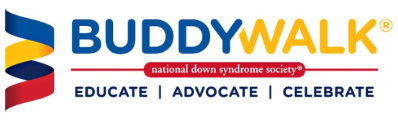 BUDDYWALK®
national down syndrome society®
EDUCATE | ADVOCATE | CELEBRATE